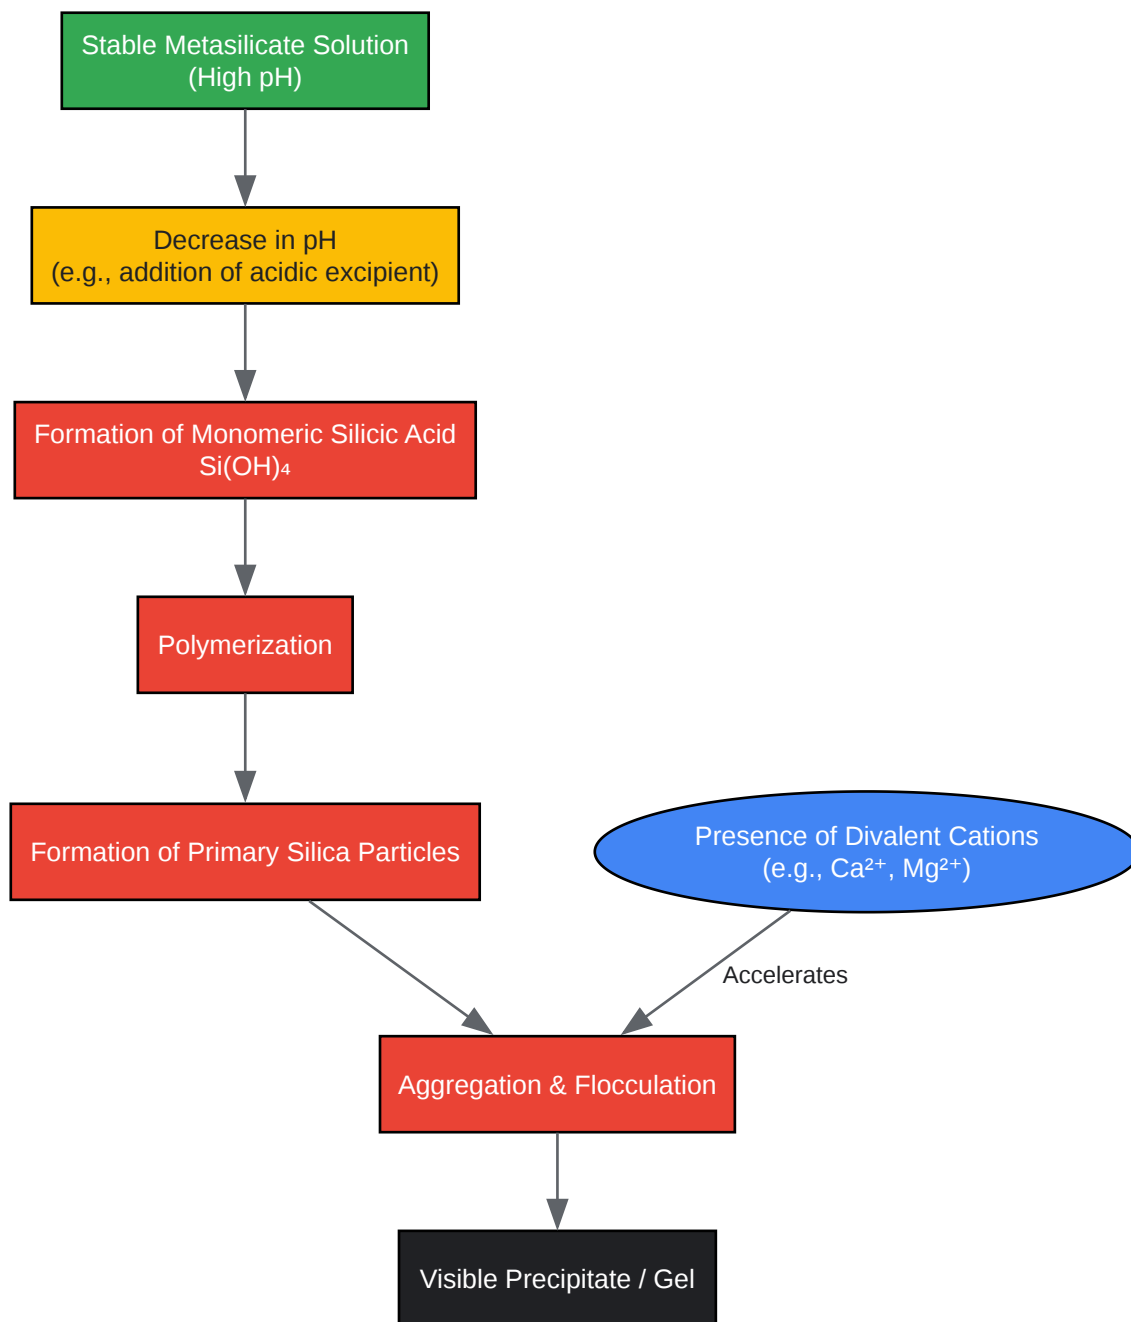 Stable Metasilicate Solution
(High pH)
Decrease in pH
(e.g., addition of acidic excipient)
Formation of Monomeric Silicic Acid
Si(OH)₄
Polymerization
Formation of Primary Silica Particles
Presence of Divalent Cations
(e.g., Ca²⁺, Mg²⁺)
Accelerates
Aggregation & Flocculation
Visible Precipitate / Gel